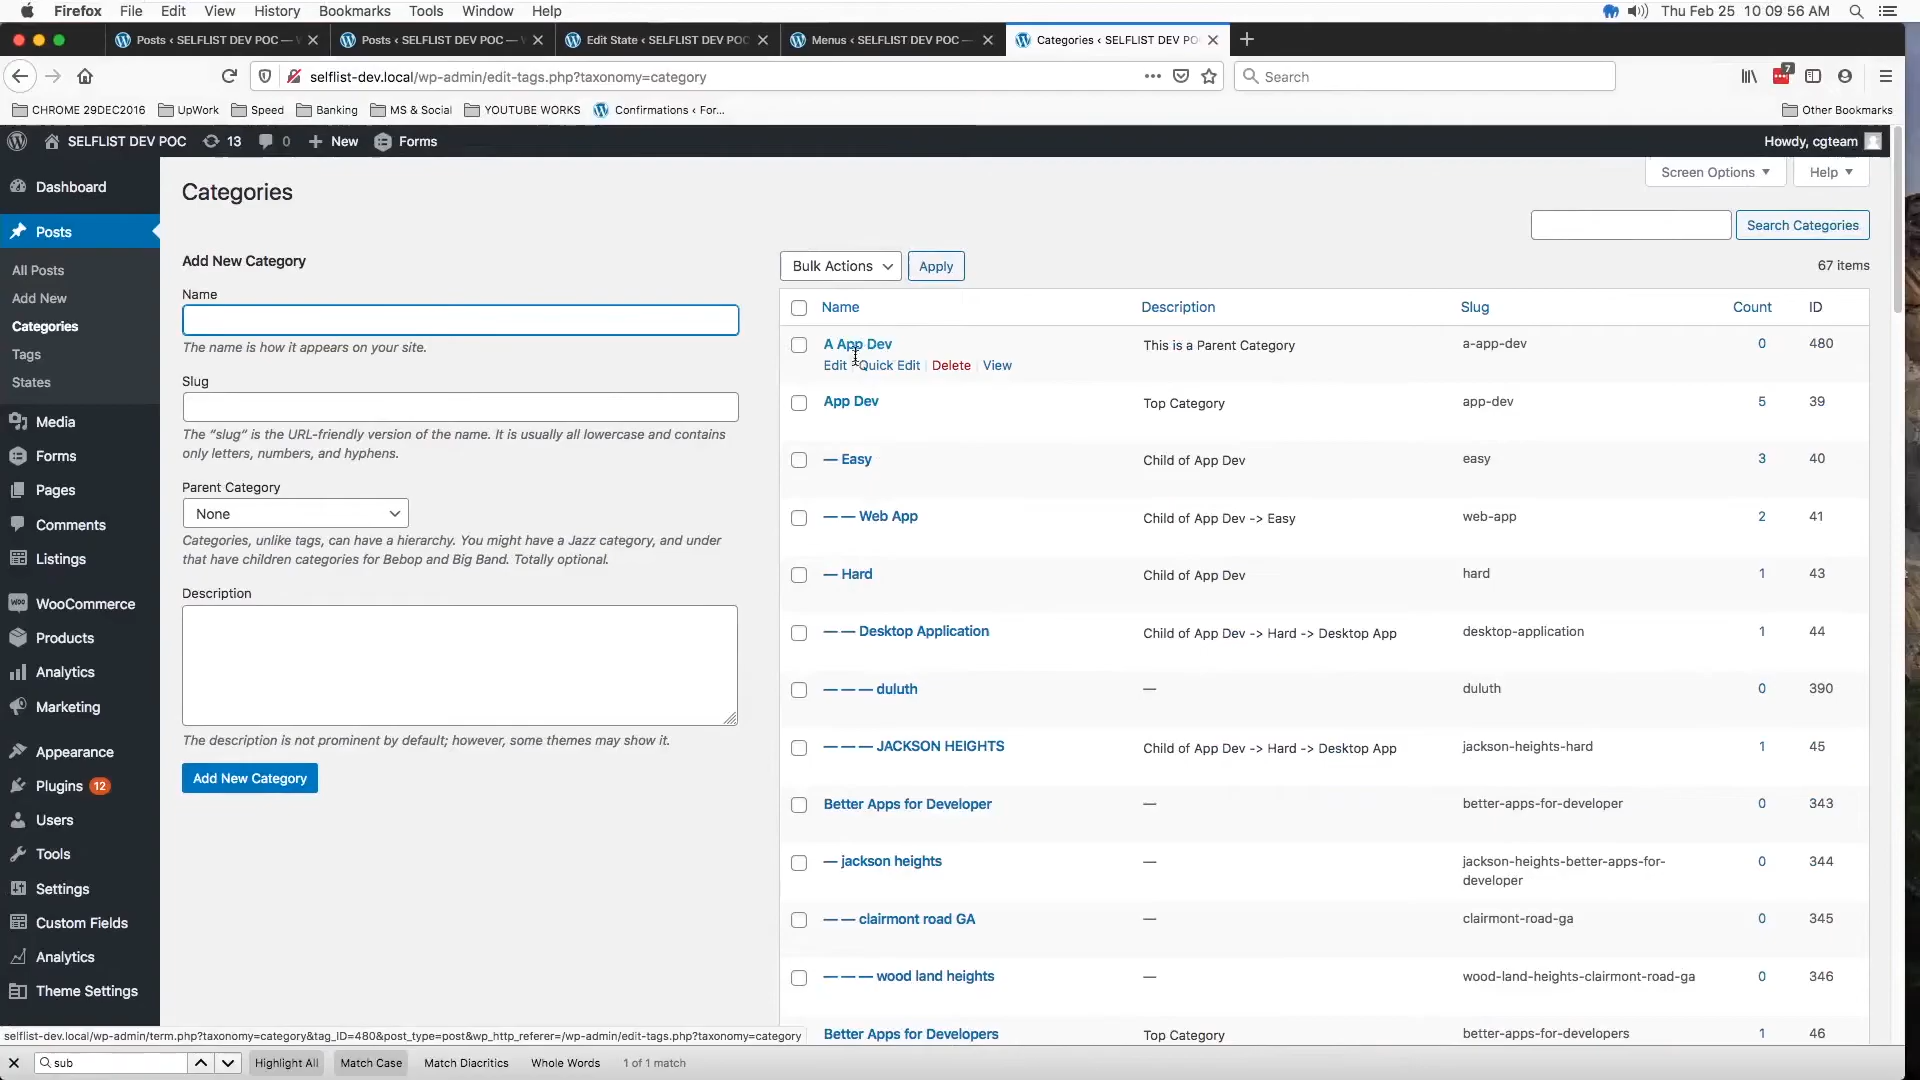 Firefox File Edit View History Bookmarks Tools Window Help Thu Feb 25 10 09 56 AM
Posts ‹ SELFLIST DEV POC — Posts ‹ SELFLIST DEV POC — Edit State ‹ SELFLIST DEV POC Menus ‹ SELFLIST DEV POC — Categories ‹ SELFLIST DEV PO
selflist-dev.local/wp-admin/edit-tags.php?taxonomy=category Search 7
CHROME 29DEC2016 UpWork Speed Banking MS & Social YOUTUBE WORKS Confirmations ‹ For... Other Bookmarks
SELFLIST DEV POC 13 0 + New Forms Howdy, cgteam
Dashboard
Posts
All Posts
Add New
Categories
Tags
States
Media
Forms
Pages
Comments
Listings
WooCommerce
Products
Analytics
Marketing
Appearance
Plugins 12
Users
Tools
Settings
Custom Fields
Analytics
Theme Settings
Categories
Screen Options Help
Search Categories
Add New Category
Name
The name is how it appears on your site.
Slug
The “slug” is the URL-friendly version of the name. It is usually all lowercase and contains
only letters, numbers, and hyphens.
Parent Category
None
Categories, unlike tags, can have a hierarchy. You might have a Jazz category, and under
that have children categories for Bebop and Big Band. Totally optional.
Description
The description is not prominent by default; however, some themes may show it.
Add New Category
Bulk Actions Apply 67 items
Name Description Slug Count ID
A App Dev This is a Parent Category a-app-dev 0 480
Edit Quick Edit | Delete | View
App Dev Top Category app-dev 5 39
— Easy Child of App Dev easy 3 40
— — Web App Child of App Dev -> Easy web-app 2 41
— Hard Child of App Dev hard 1 43
— — Desktop Application Child of App Dev -> Hard -> Desktop App desktop-application 1 44
— — — duluth — duluth 0 390
— — — JACKSON HEIGHTS Child of App Dev -> Hard -> Desktop App jackson-heights-hard 1 45
Better Apps for Developer — better-apps-for-developer 0 343
— jackson heights — jackson-heights-better-apps-for- 0 344
developer
— — clairmont road GA — clairmont-road-ga 0 345
— — — wood land heights — wood-land-heights-clairmont-road-ga 0 346
Better Apps for Developers Top Category better-apps-for-developers 1 46
selflist-dev.local/wp-admin/term.php?taxonomy=category&tag_ID=480&post_type=post&wp_http_referer=/wp-admin/edit-tags.php?taxonomy=category
sub Highlight All Match Case Match Diacritics Whole Words 1 of 1 match